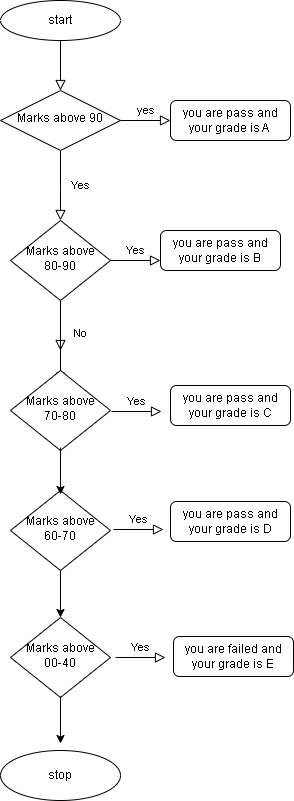 start
Marks above 90
yes
you are pass and
your grade is A
Yes
Marks above
80-90
Yes
you are pass and
your grade is B
No
Marks above
70-80
Yes
you are pass and
your grade is C
Marks above
60-70
Yes
you are pass and
your grade is D
Marks above
00-40
Yes
you are failed and
your grade is E
stop